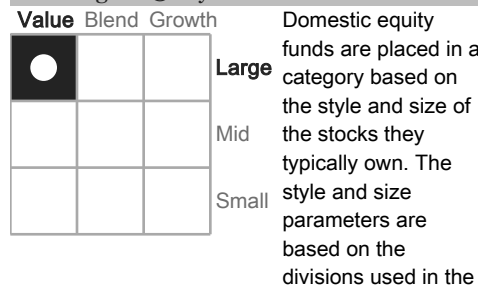 Value Blend Growth
Large
Mid
Small
Domestic equity
funds are placed in a
category based on
the style and size of
the stocks they
typically own. The
style and size
parameters are
based on the
divisions used in the